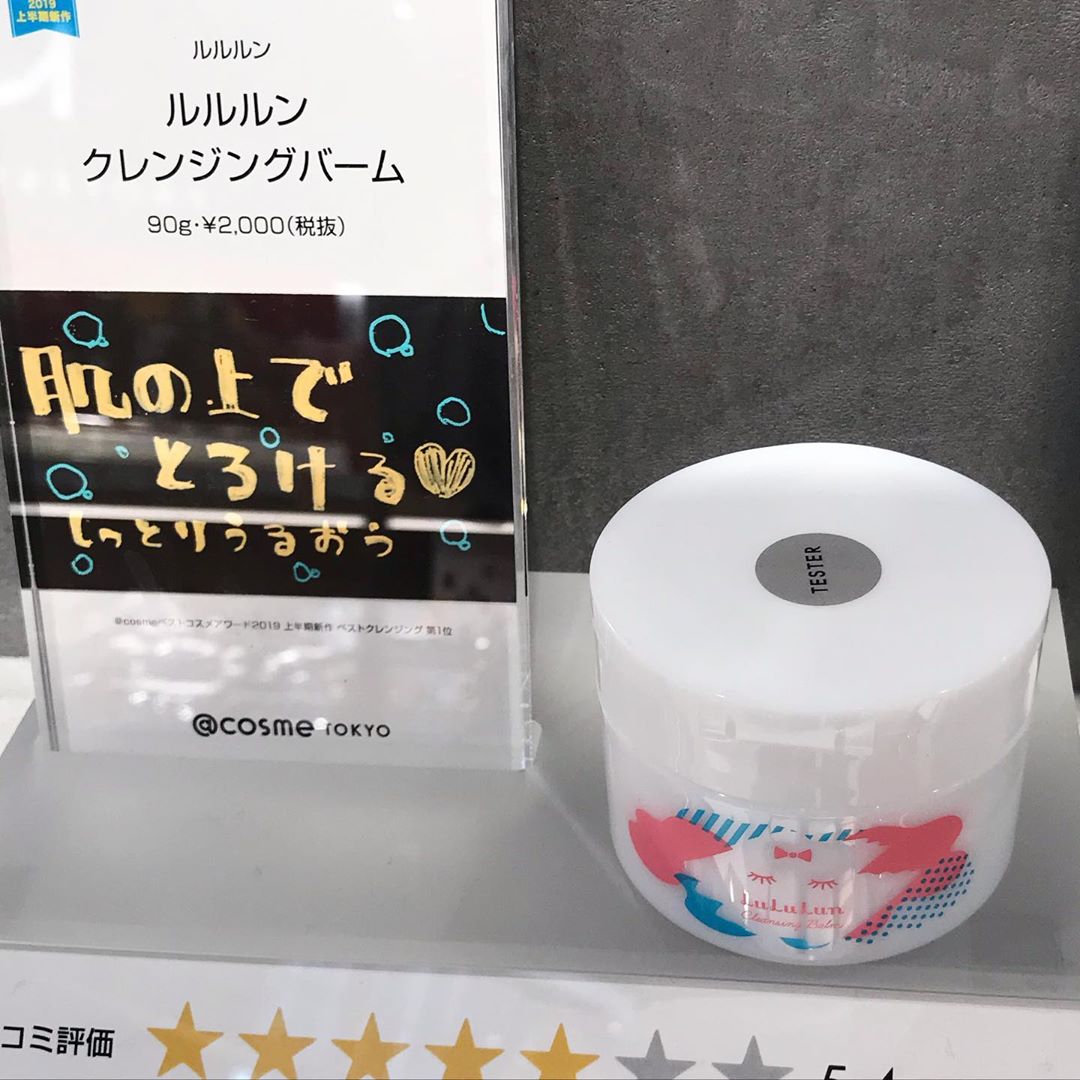 2019
上半期新作
ルルルン
ルルルン
クレンジングバーム
90g・¥2,000(税抜)
肌の上で
とろける
しっとりうるおう
@cosmeベストコスメアワード2019 上半期新作 ベストクレンジング 第1位
@cosme TOKYO
TESTER
LuLuLun
Cleansing Balm
コミ評価